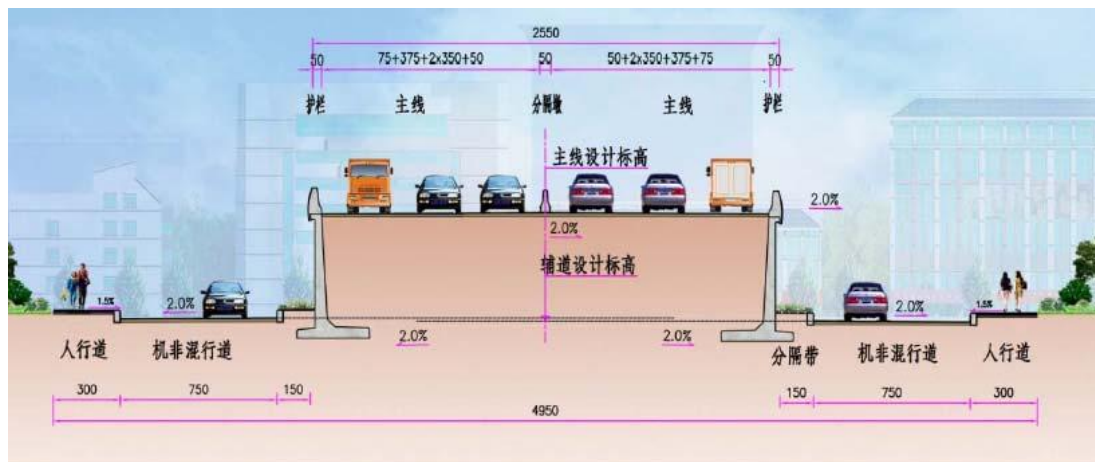 2550
50 75+375+2x350+50 50 50+2x350+375+75 50
护栏 主线 分隔墩 主线 护栏
主线设计标高
2.0%
2.0%
辅道设计标高
1.5% 2.0% 2.0% 1.5%
2.0% 2.0%
人行道 机非混行道 分隔带 机非混行道 人行道
300 750 150 150 750 300
4950